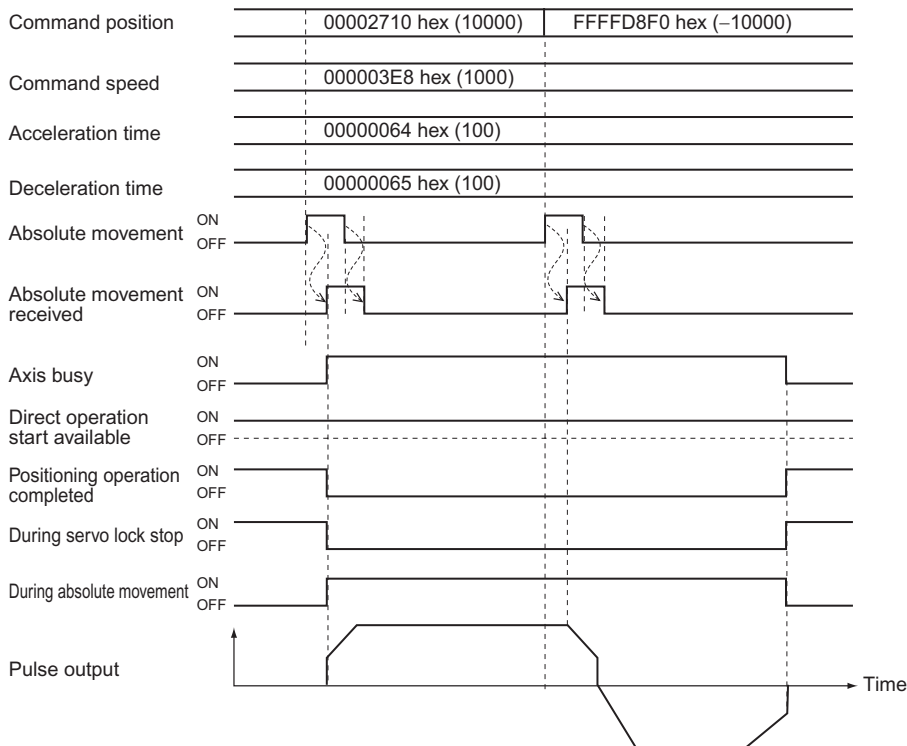 Command position 00002710 hex (10000) FFFFD8F0 hex (−10000)
Command speed 000003E8 hex (1000)
Acceleration time 00000064 hex (100)
Deceleration time 00000065 hex (100)
Absolute movement ON
OFF
Absolute movement received ON
OFF
Axis busy ON
OFF
Direct operation start available ON
OFF
Positioning operation completed ON
OFF
During servo lock stop ON
OFF
During absolute movement ON
OFF
Pulse output
Time